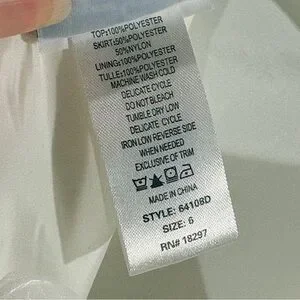 TOP:100%POLYESTER
SKIRT:50%POLYESTER
50%NYLON
LINING:100%POLYESTER
TULLE:100%POLYESTER
MACHINE WASH COLD
DELICATE CYCLE
DO NOT BLEACH
TUMBLE DRY LOW
DELICATE CYCLE
IRON LOW REVERSE SIDE
WHEN NEEDED
EXCLUSIVE OF TRIM
MADE IN CHINA
STYLE: 64108D
SIZE: 6
RN# 18297